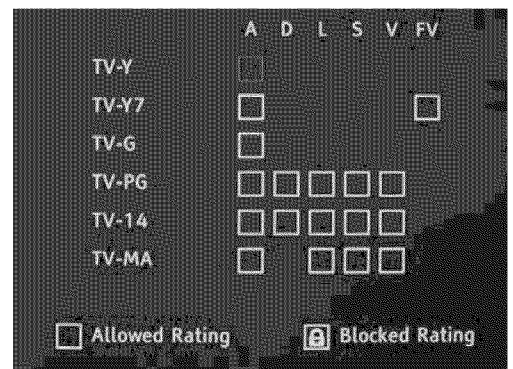 A D L S V FV
TV-Y
TV-Y7
TV-G
TV-PG
TV-14
TV-MA
Allowed Rating Blocked Rating